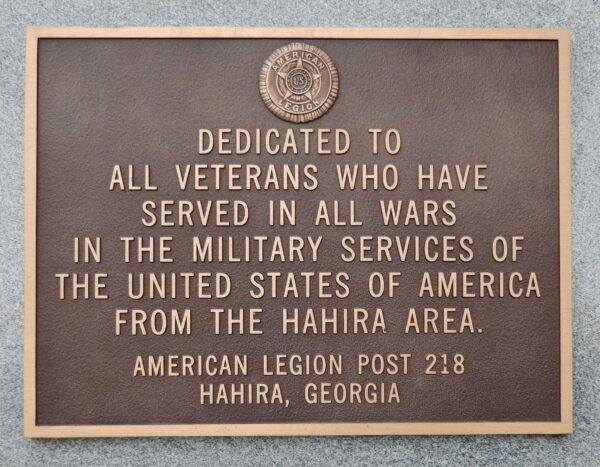 AMERICAN
US
LEGION
DEDICATED TO
ALL VETERANS WHO HAVE
SERVED IN ALL WARS
IN THE MILITARY SERVICES OF
THE UNITED STATES OF AMERICA
FROM THE HAHIRA AREA.
AMERICAN LEGION POST 218
HAHIRA, GEORGIA